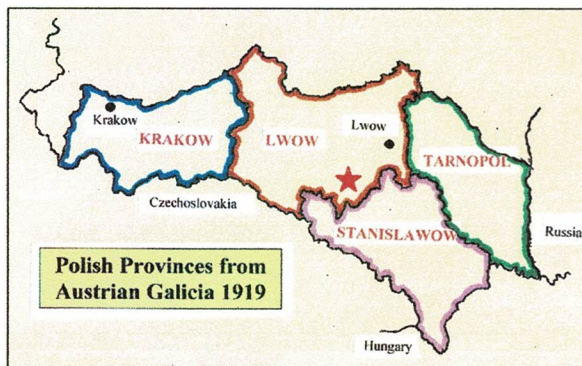 Krakow
KRAKOW
LWOW
Lwow
TARNOPOL
Czechoslovakia
STANISLAWOW
Russia
Polish Provinces from
Austrian Galicia 1919
Hungary